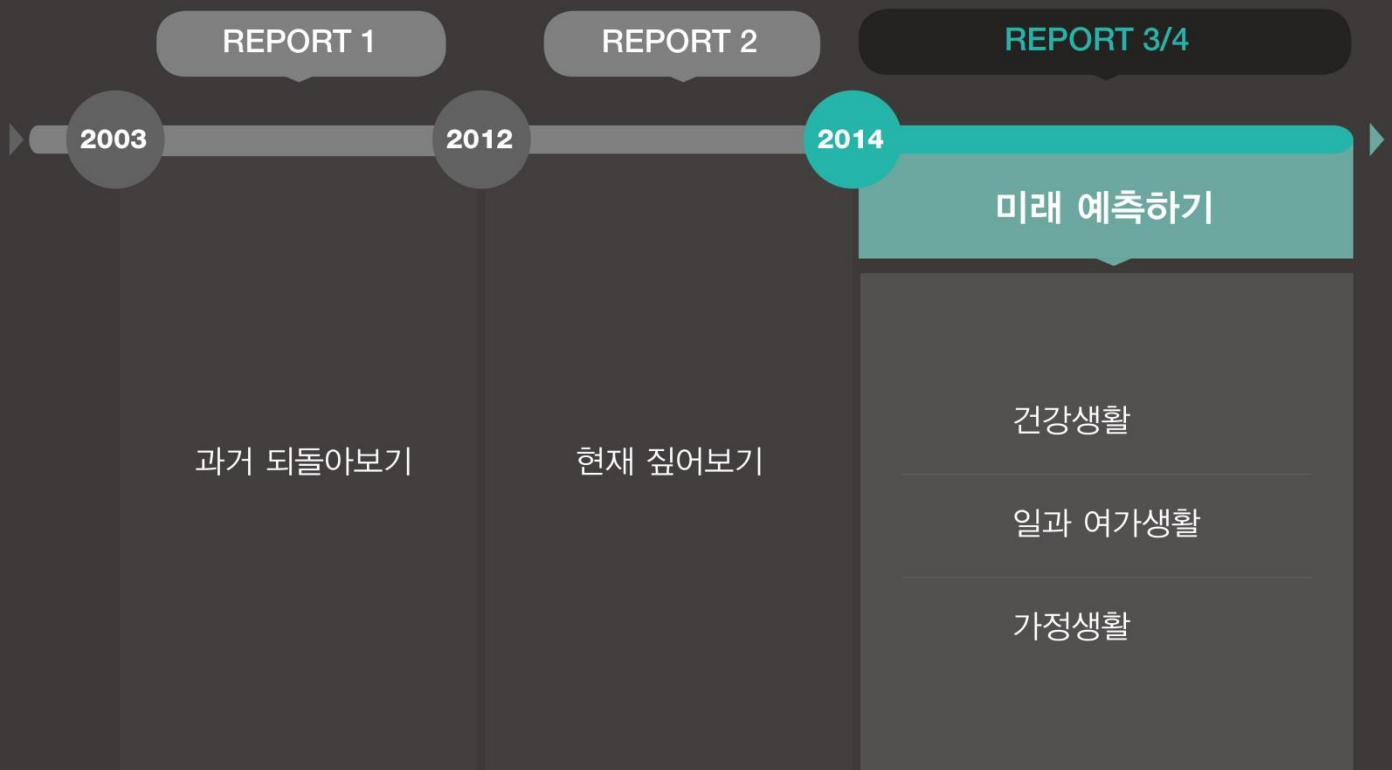 REPORT 1
REPORT 2
REPORT 3/4
2003
2012
2014
미래 예측하기
과거 되돌아보기
현재 짚어보기
건강생활
일과 여가생활
가정생활